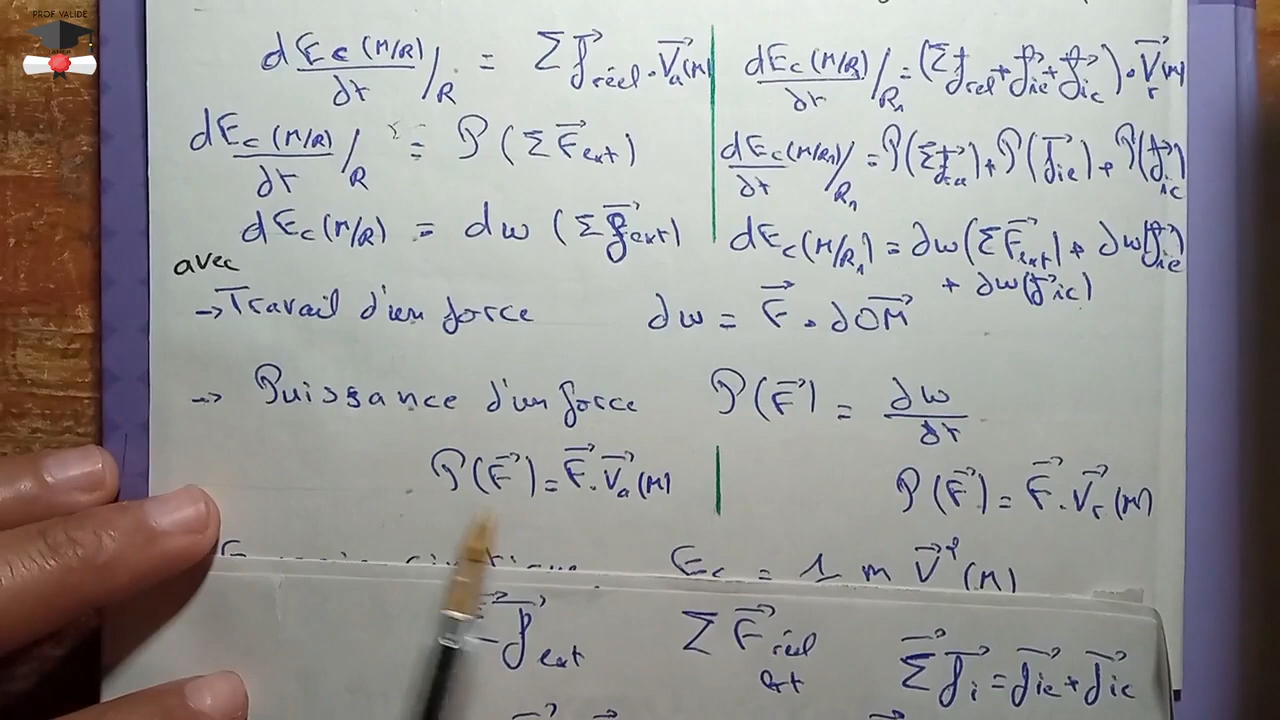 PROF VALIDE
dEc(M/R)/dt /R = Σ f⃗réel · V⃗a(M)
dEc(M/R1)/dt /R1 = (Σ f⃗réel + f⃗ie + f⃗ic) · V⃗r(M)
dEc(M/R)/dt /R = P(Σ F⃗ext)
dEc(M/R1)/dt /R1 = P(Σ f⃗ext) + P(f⃗ie) + P(f⃗ic)
dEc(M/R) = dw (Σ f⃗ext)
dEc(M/R1) = dw(Σ F⃗ext) + dw(f⃗ie)
+ dw(f⃗ic)
avec
→ Travail d'un force dw = F⃗ · dOM⃗
→ Puissance d'un force P(F⃗) = dw/dt
P(F⃗) = F⃗ . V⃗a(M)
P(F⃗) = F⃗ . V⃗r(M)
Ec = 1 m V⃗²(M)
f⃗ext Σ F⃗réel
ext
Σ f⃗i = f⃗ie + f⃗ic